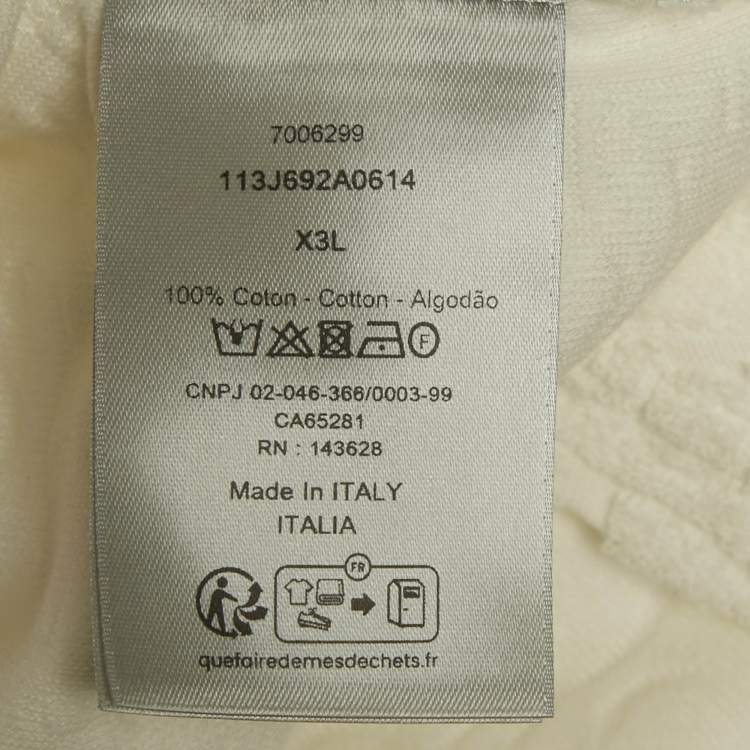 7006299
113J692A0614
X3L
100% Coton - Cotton - Algodão
F
CNPJ 02-046-366/0003-99
CA65281
RN : 143628
Made In ITALY
ITALIA
FR
quefairedemesdechets.fr